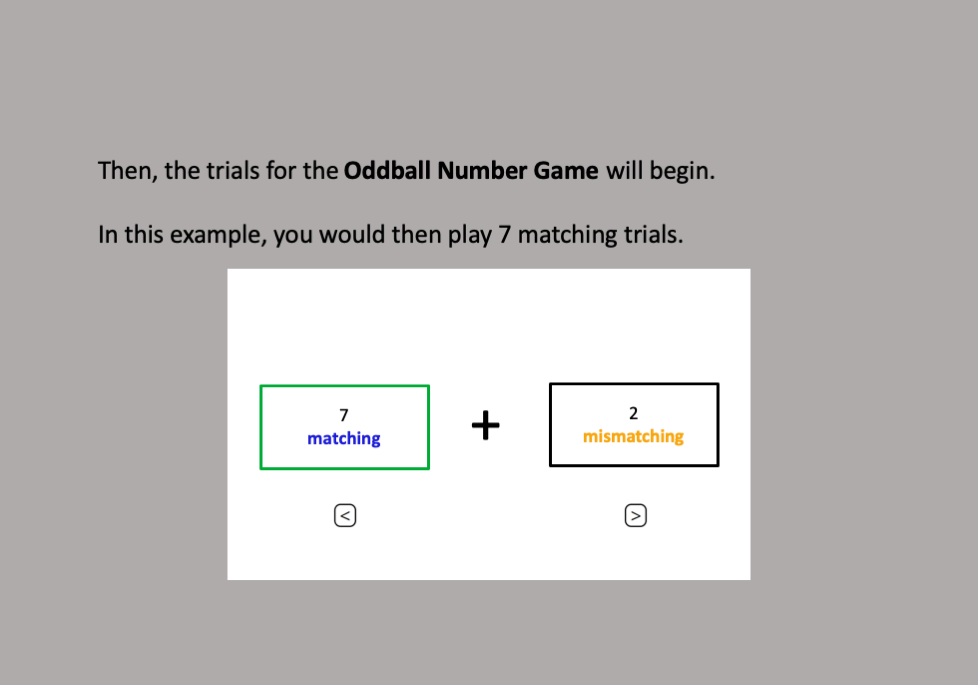 Then, the trials for the Oddball Number Game will begin.
In this example, you would then play 7 matching trials.
7
matching
+
2
mismatching
<
>